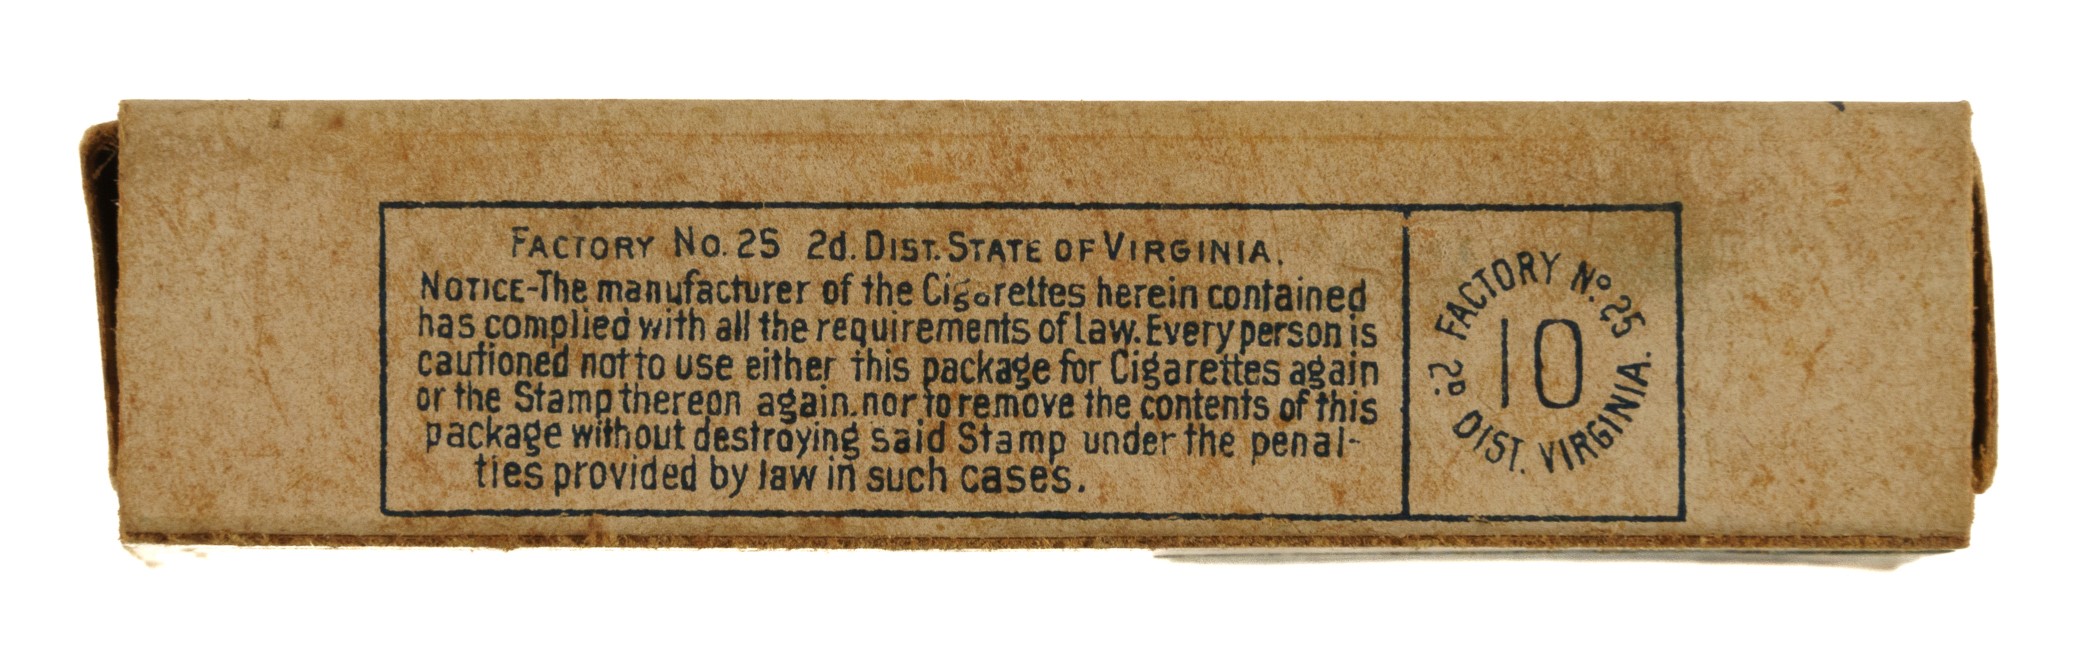 FACTORY NO. 25 2d. DIST. STATE OF VIRGINIA.
NOTICE-The manufacturer of the Cigarettes herein contained
has complied with all the requirements of law. Every person is
cautioned not to use either this package for Cigarettes again
or the Stamp thereon again. nor to remove the contents of this
package without destroying said Stamp under the penal-
ties provided by law in such cases.
FACTORY No. 25
10
2D. DIST. VIRGINIA.